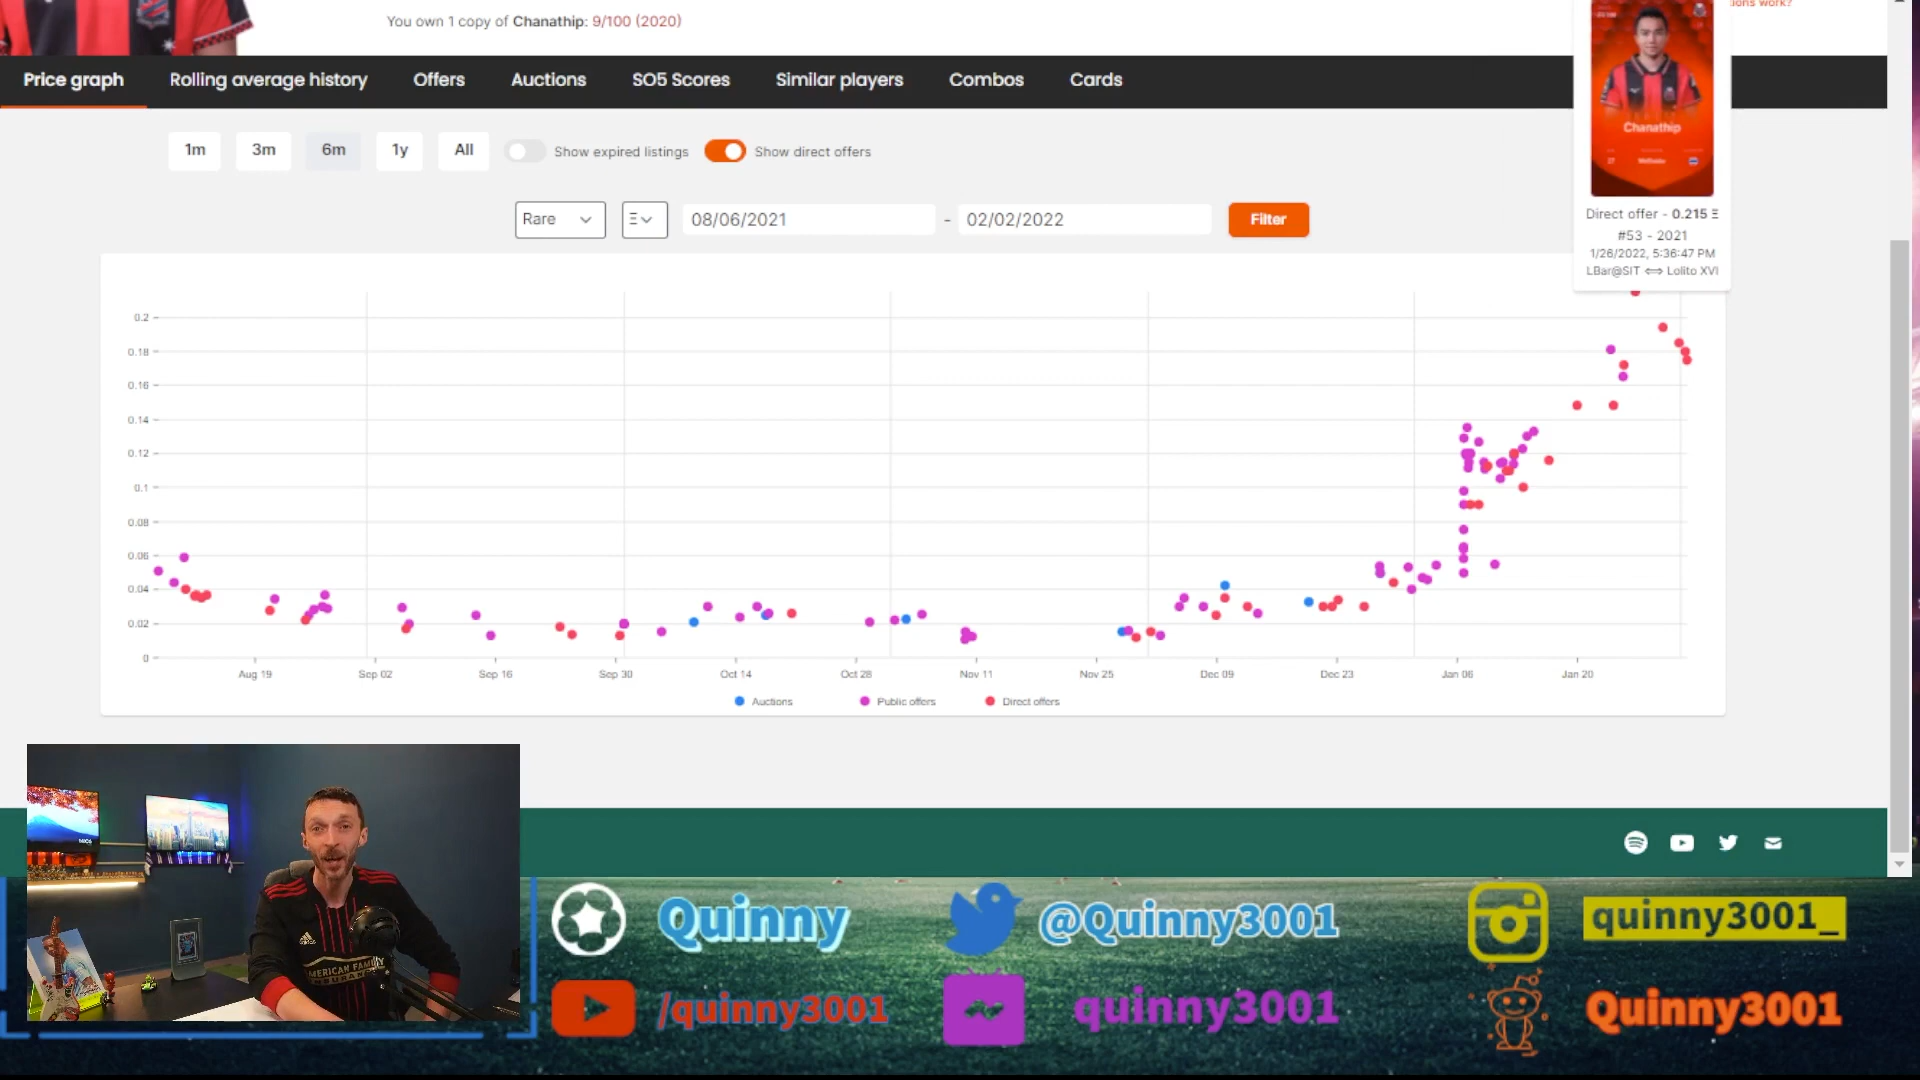 You own 1 copy of Chanathip: 9/100 (2020)
ions work?
Price graph
Rolling average history
Offers
Auctions
SO5 Scores
Similar players
Combos
Cards
1m
3m
6m
1y
All
Show expired listings
Show direct offers
Chanathip
Rare
Ξ
08/06/2021
-
02/02/2022
Filter
Direct offer - 0.215 Ξ
#53 - 2021
1/26/2022, 5:36:47 PM
LBar@SIT ⟺ Lolito XVI
0.2
0.18
0.16
0.14
0.12
0.1
0.08
0.06
0.04
0.02
0
Aug 19
Sep 02
Sep 16
Sep 30
Oct 14
Oct 28
Nov 11
Nov 25
Dec 09
Dec 23
Jan 06
Jan 20
Auctions
Public offers
Direct offers
adidas
AMERICAN FAMILY
INSURANCE
Quinny
@Quinny3001
quinny3001_
/quinny3001
quinny3001
Quinny3001